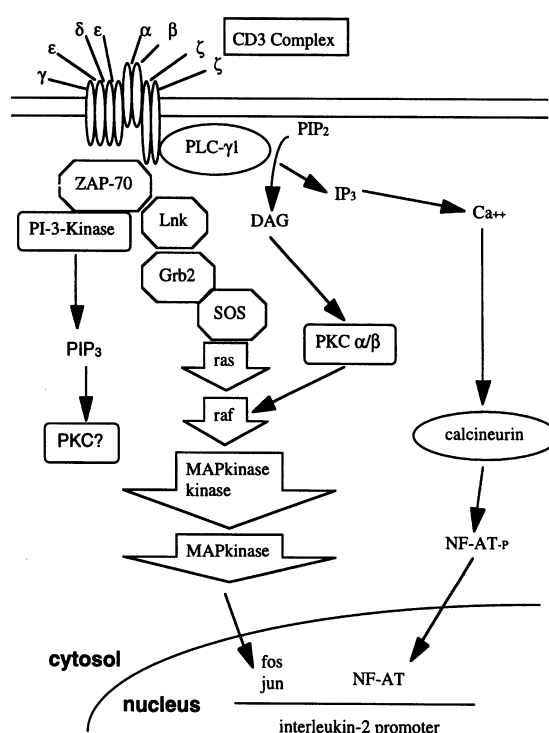 CD3 Complex
γ
ε
δ
ε
α
β
ζ
ζ
PLC-γ1
PIP2
ZAP-70
PI-3-Kinase
Lnk
DAG
IP3
Ca++
Grb2
SOS
PIP3
ras
PKC α/β
PKC?
raf
calcineurin
MAPkinase
kinase
MAPkinase
NF-AT-P
cytosol
fos
jun
NF-AT
nucleus
interleukin-2 promoter